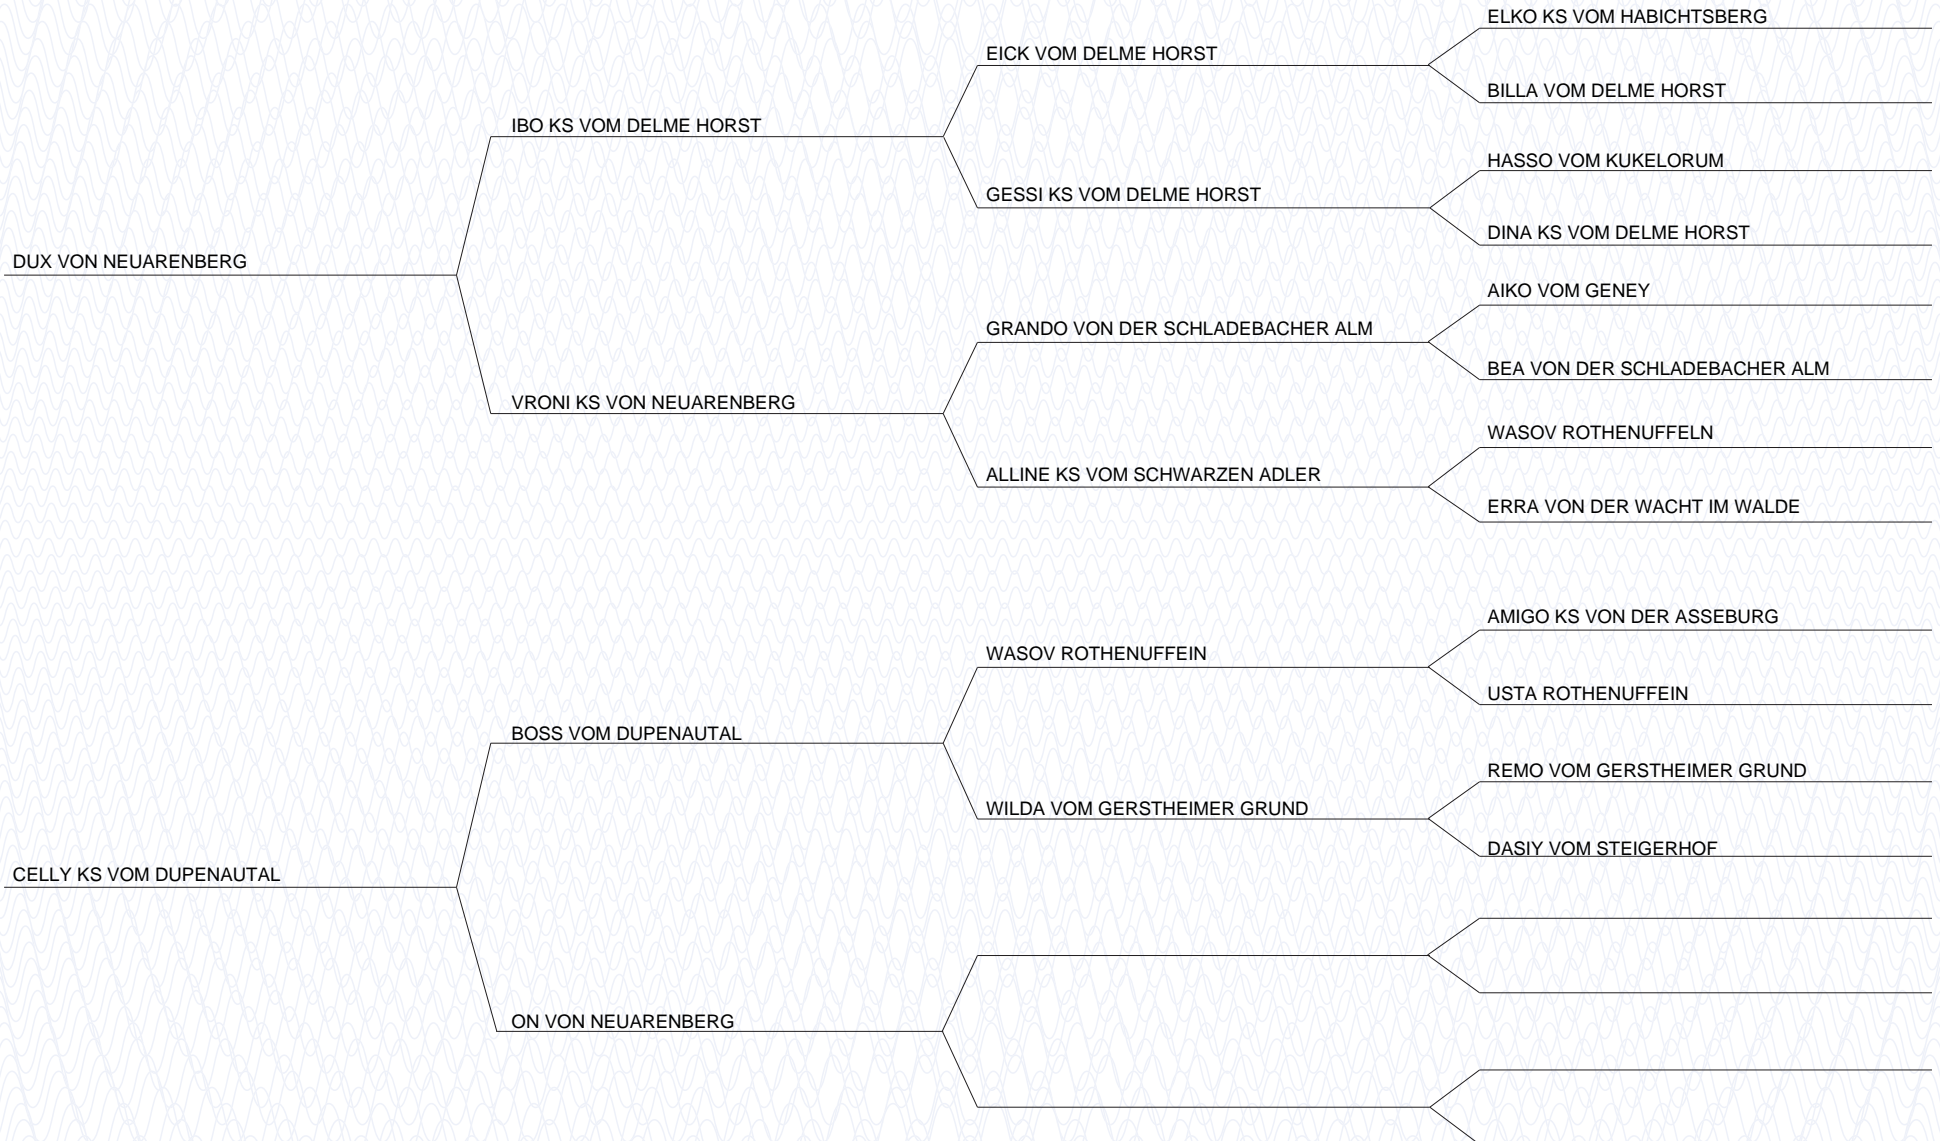 ELKO KS VOM HABICHTSBERG
EICK VOM DELME HORST
BILLA VOM DELME HORST
IBO KS VOM DELME HORST
HASSO VOM KUKELORUM
GESSI KS VOM DELME HORST
DINA KS VOM DELME HORST
DUX VON NEUARENBERG
AIKO VOM GENEY
GRANDO VON DER SCHLADEBACHER ALM
BEA VON DER SCHLADEBACHER ALM
VRONI KS VON NEUARENBERG
WASOV ROTHENUFFELN
ALLINE KS VOM SCHWARZEN ADLER
ERRA VON DER WACHT IM WALDE
AMIGO KS VON DER ASSEBURG
WASOV ROTHENUFFEIN
USTA ROTHENUFFEIN
BOSS VOM DUPENAUTAL
REMO VOM GERSTHEIMER GRUND
WILDA VOM GERSTHEIMER GRUND
DASIY VOM STEIGERHOF
CELLY KS VOM DUPENAUTAL
ON VON NEUARENBERG